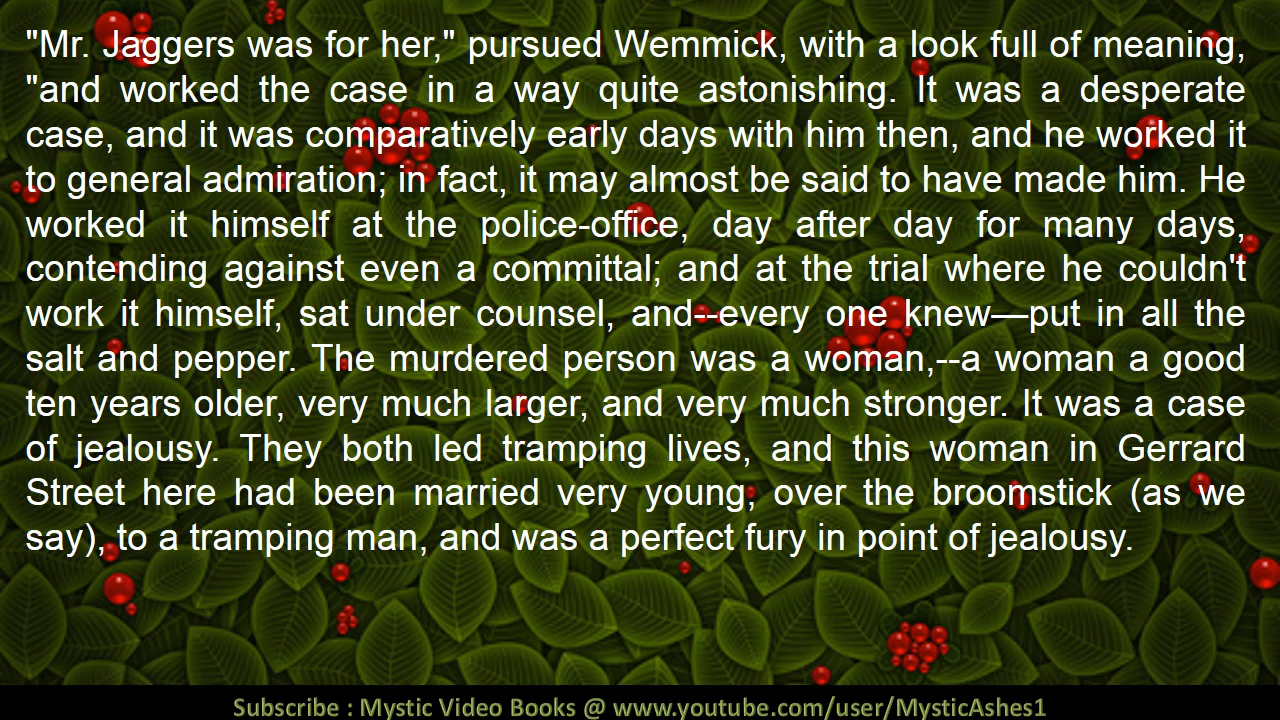 "Mr. Jaggers was for her," pursued Wemmick, with a look full of meaning,
"and worked the case in a way quite astonishing. It was a desperate
case, and it was comparatively early days with him then, and he worked it
to general admiration; in fact, it may almost be said to have made him. He
worked it himself at the police-office, day after day for many days,
contending against even a committal; and at the trial where he couldn't
work it himself, sat under counsel, and--every one knew—put in all the
salt and pepper. The murdered person was a woman,--a woman a good
ten years older, very much larger, and very much stronger. It was a case
of jealousy. They both led tramping lives, and this woman in Gerrard
Street here had been married very young, over the broomstick (as we
say), to a tramping man, and was a perfect fury in point of jealousy.
Subscribe : Mystic Video Books @ www.youtube.com/user/MysticAshes1